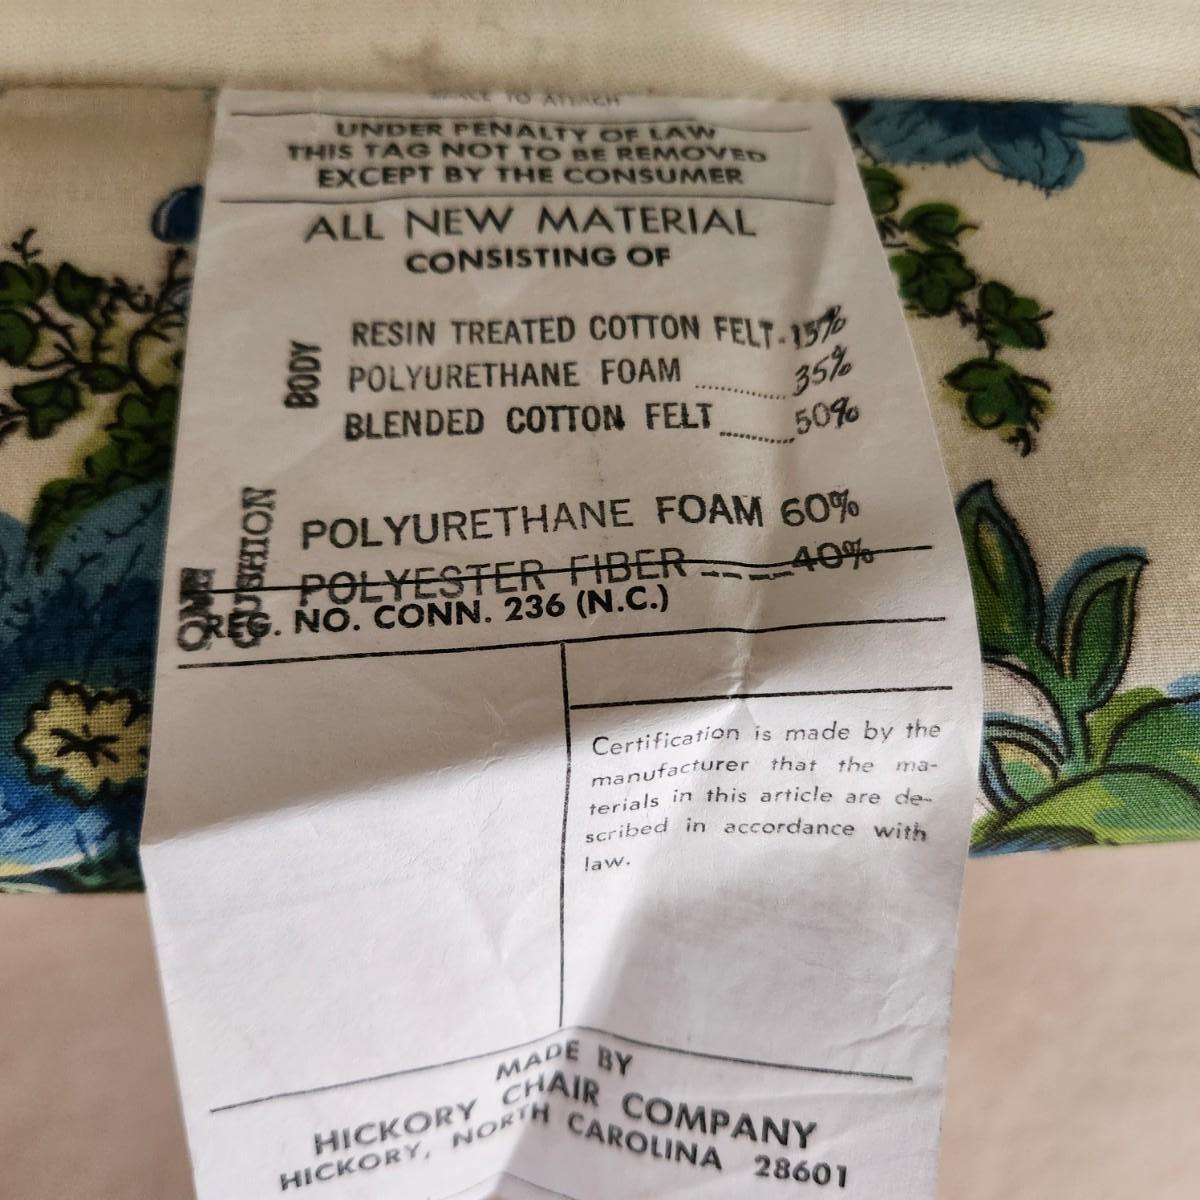 TO ATTACH
UNDER PENALTY OF LAW
THIS TAG NOT TO BE REMOVED
EXCEPT BY THE CONSUMER
ALL NEW MATERIAL
CONSISTING OF
BODY
RESIN TREATED COTTON FELT - 15%
POLYURETHANE FOAM ........ 35%
BLENDED COTTON FELT ........ 50%
CUSHION
POLYURETHANE FOAM 60%
POLYESTER FIBER ____ 40%
REG. NO. CONN. 236 (N.C.)
Certification is made by the
manufacturer that the ma-
terials in this article are de-
scribed in accordance with
law.
MADE BY
HICKORY CHAIR COMPANY
HICKORY, NORTH CAROLINA 28601